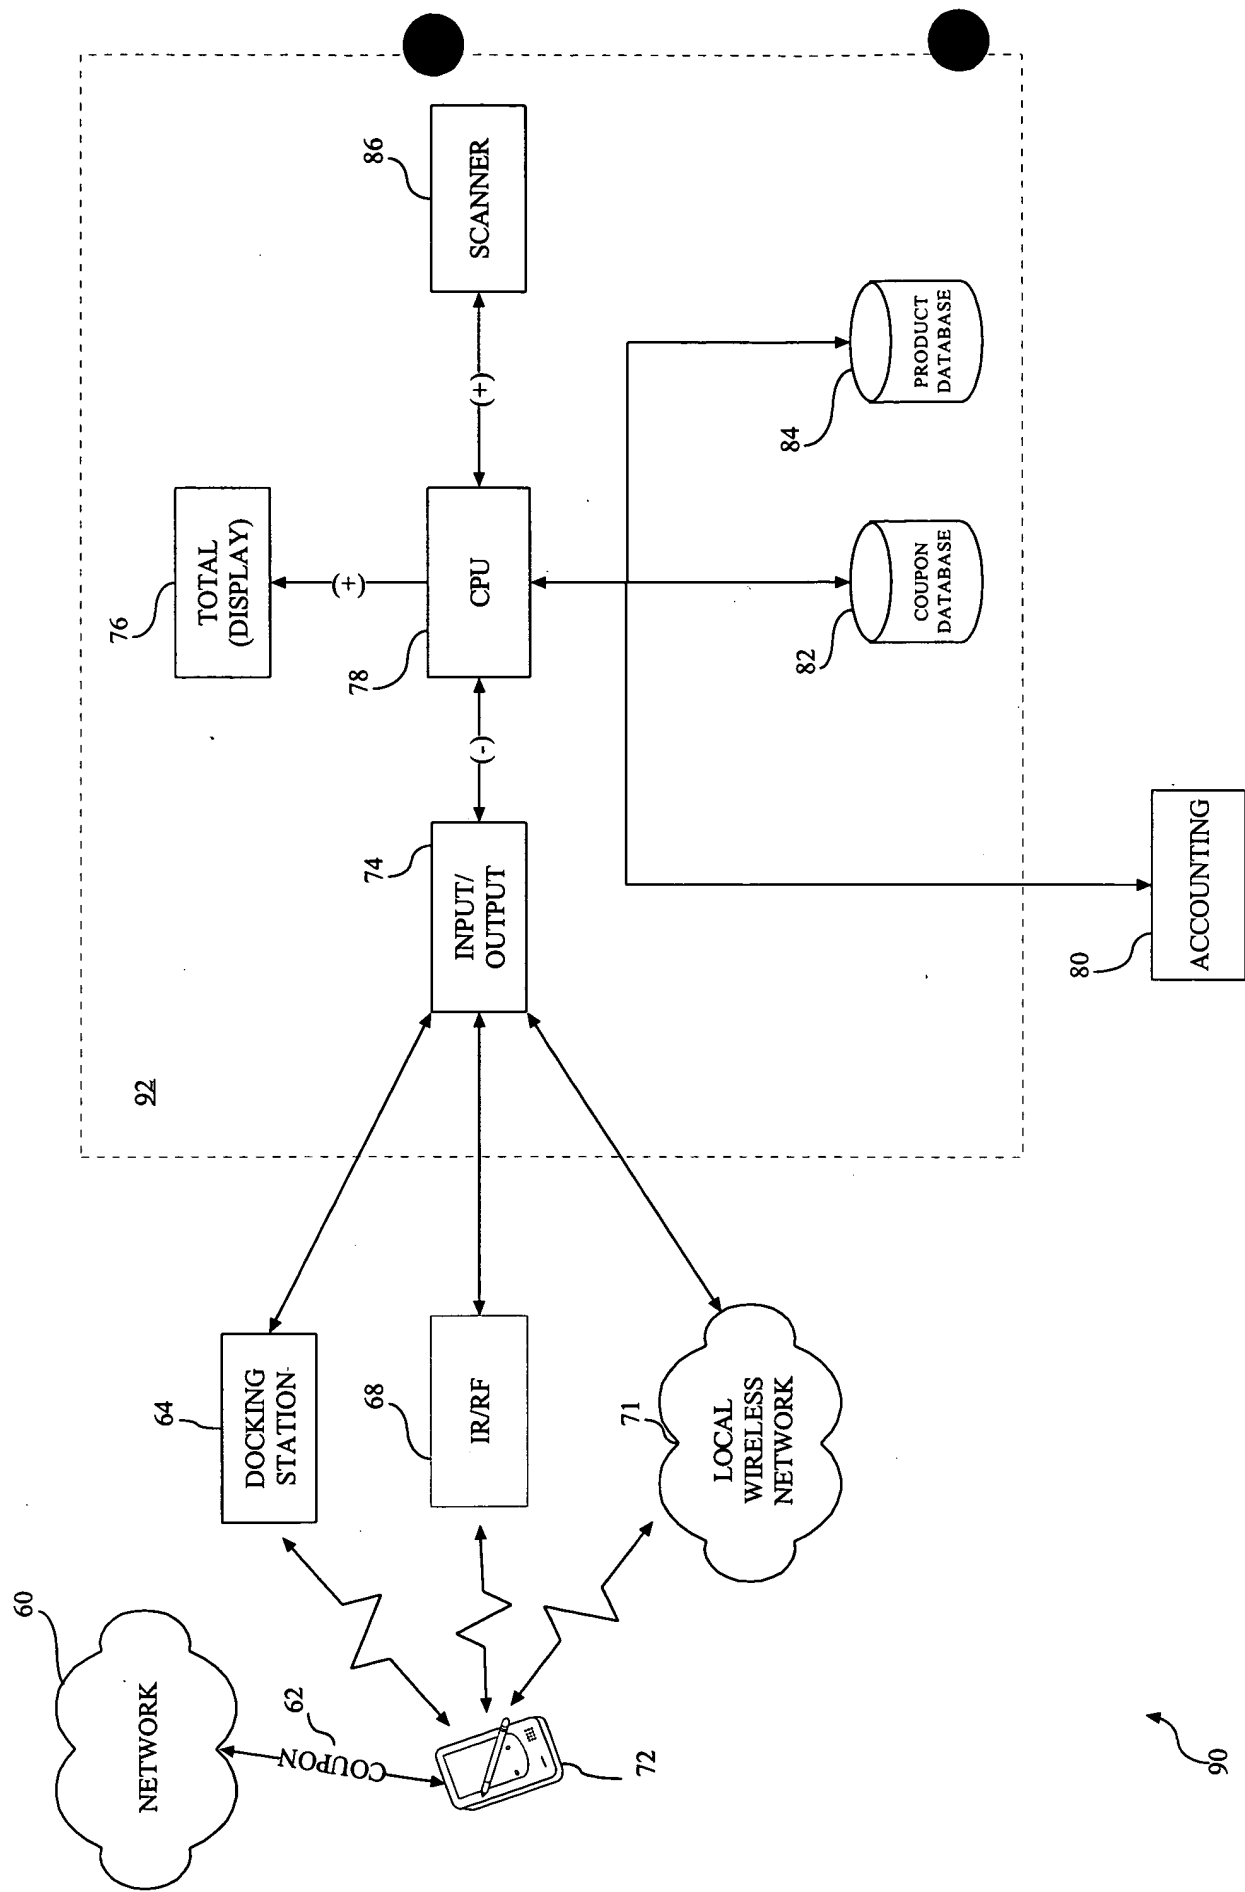 60
NETWORK
62
COUPON
72
64
DOCKING
STATION
68
IR/RF
71
LOCAL
WIRELESS
NETWORK
92
74
INPUT/
OUTPUT
(-)
76
TOTAL
(DISPLAY)
(+)
78
CPU
(+)
86
SCANNER
82
COUPON
DATABASE
84
PRODUCT
DATABASE
80
ACCOUNTING
90